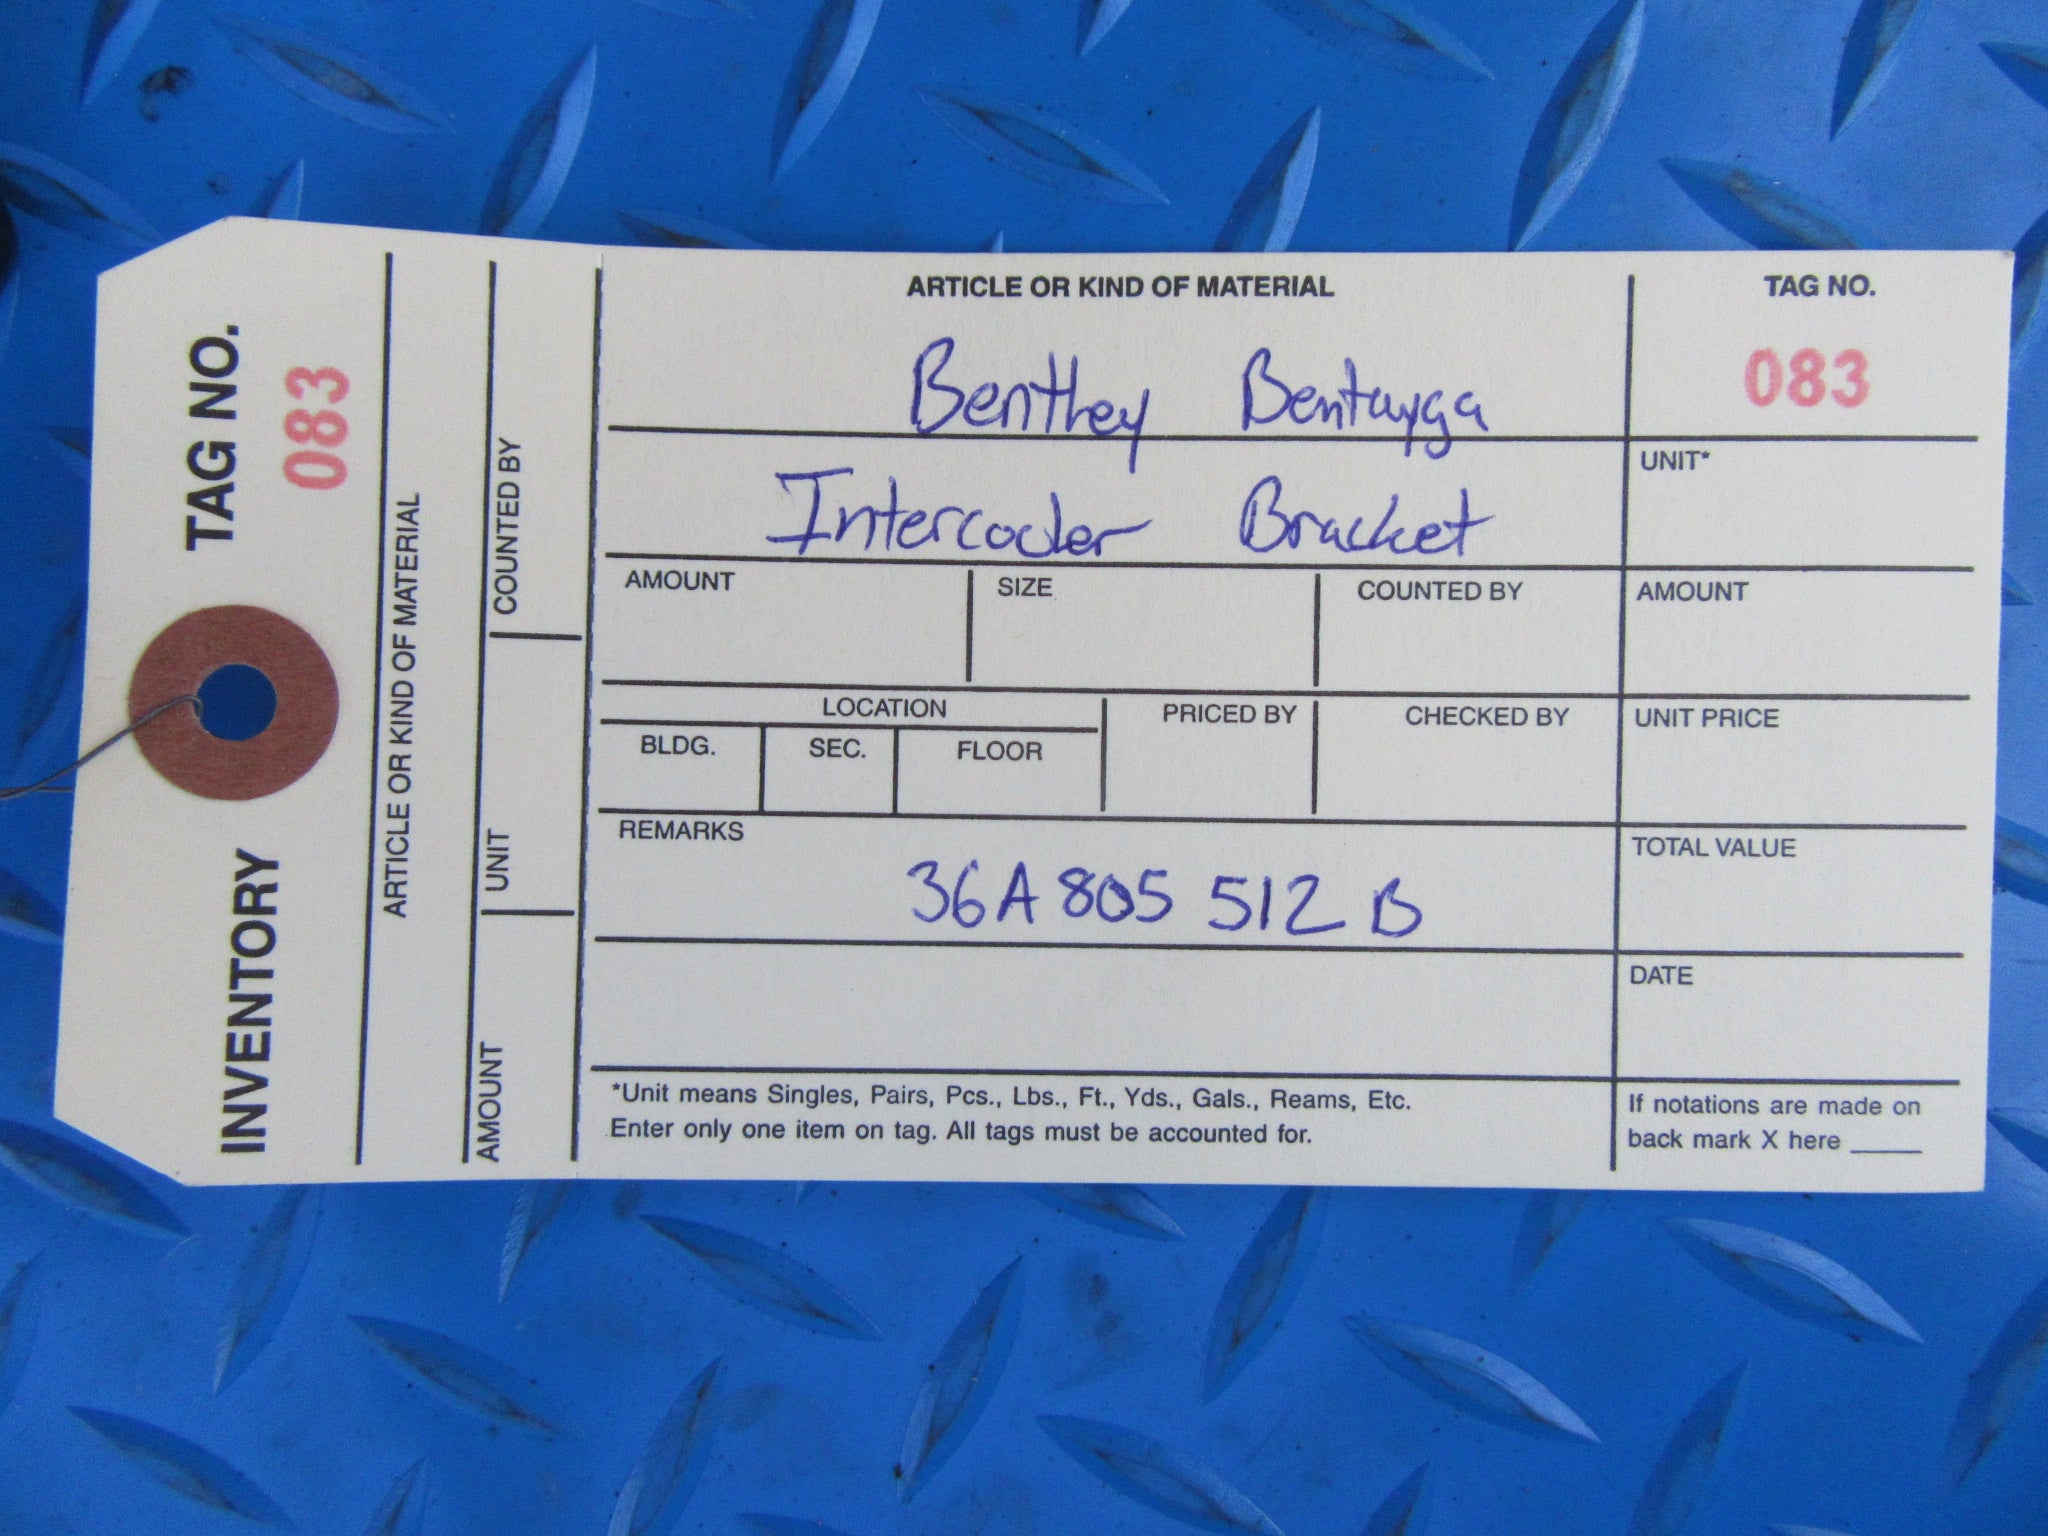 INVENTORY TAG NO.
083
ARTICLE OR KIND OF MATERIAL
AMOUNT UNIT COUNTED BY
ARTICLE OR KIND OF MATERIAL
Bentley Bentayga
Intercooler Bracket
TAG NO.
083
UNIT*
AMOUNT SIZE COUNTED BY AMOUNT
LOCATION PRICED BY CHECKED BY UNIT PRICE
BLDG. SEC. FLOOR
REMARKS
36A 805 512 B
TOTAL VALUE
DATE
*Unit means Singles, Pairs, Pcs., Lbs., Ft., Yds., Gals., Reams, Etc.
Enter only one item on tag. All tags must be accounted for.
If notations are made on
back mark X here _____